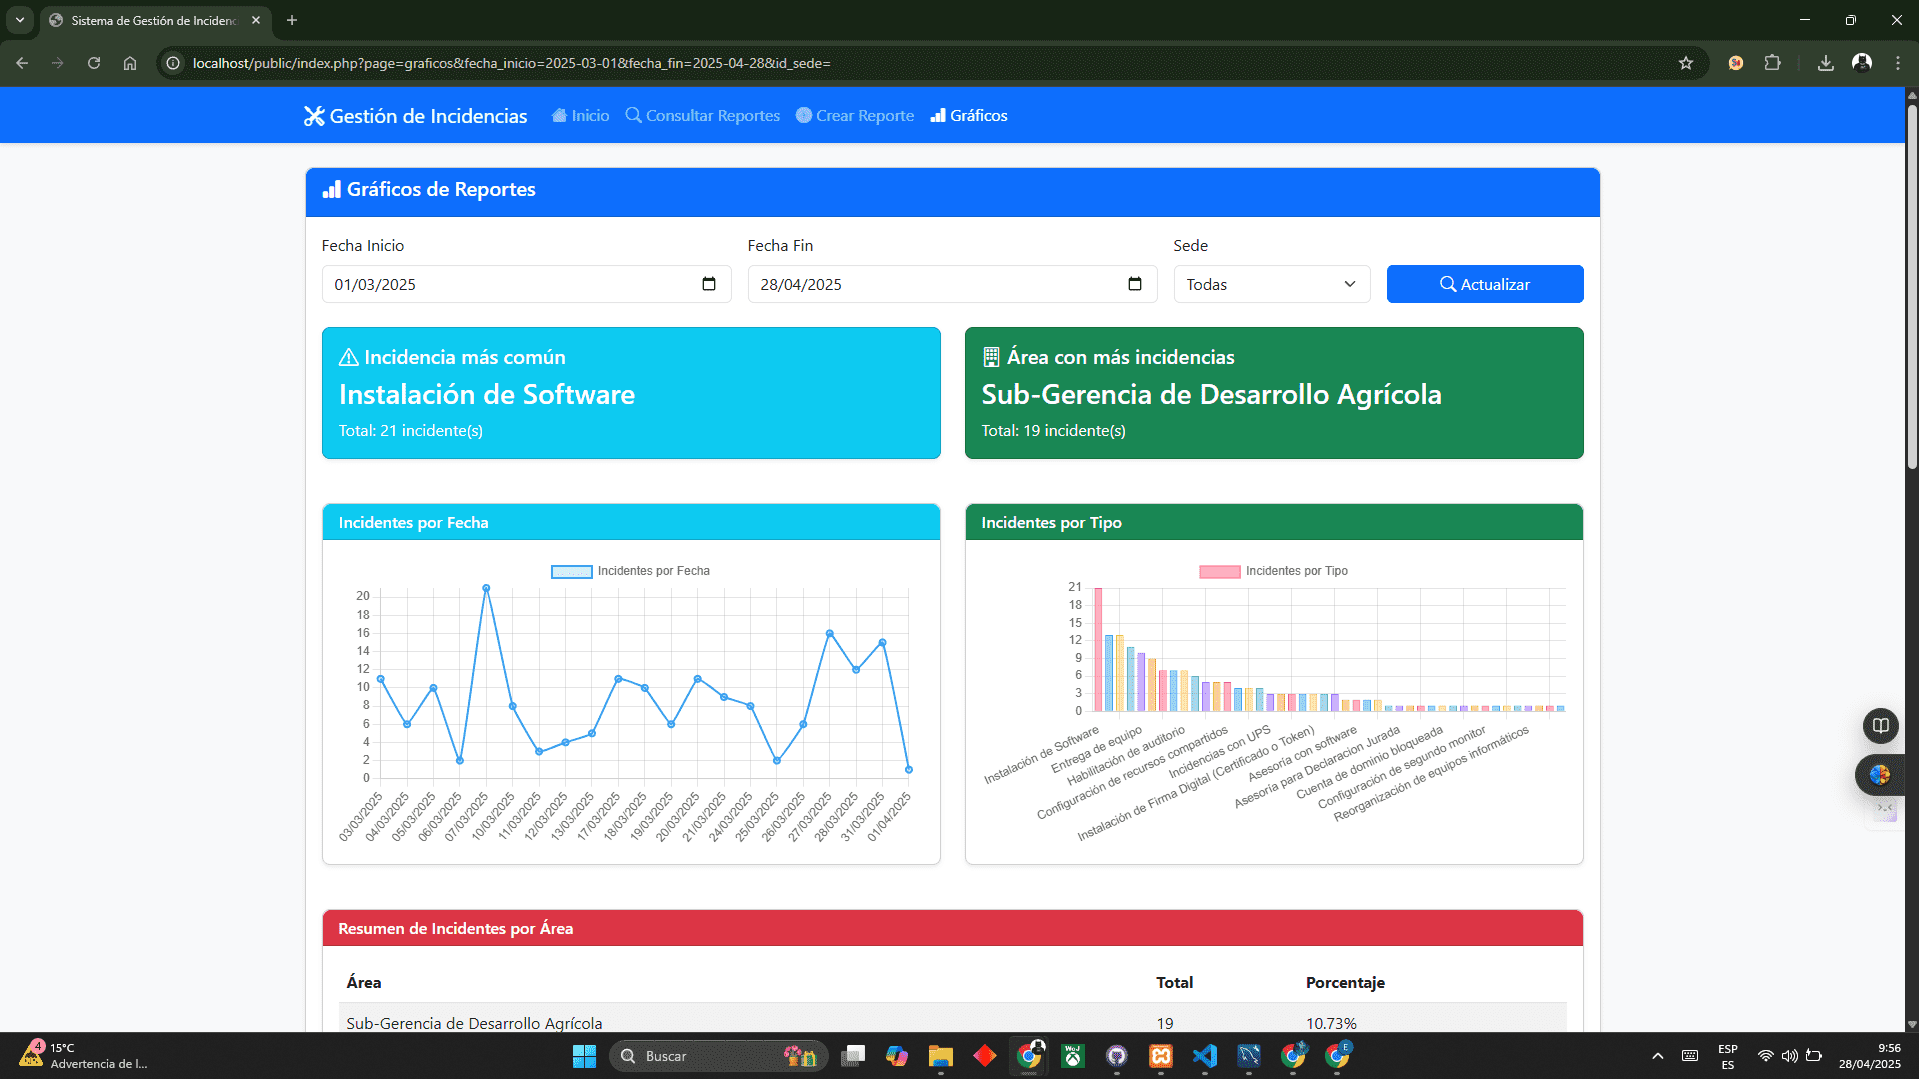 Sistema de Gestión de Incidenc
localhost/public/index.php?page=graficos&fecha_inicio=2025-03-01&fecha_fin=2025-04-28&id_sede=
Gestión de Incidencias
Inicio
Consultar Reportes
Crear Reporte
Gráficos
Gráficos de Reportes
Fecha Inicio
Fecha Fin
Sede
01/03/2025
28/04/2025
Todas
Actualizar
Incidencia más común
Instalación de Software
Total: 21 incidente(s)
Área con más incidencias
Sub-Gerencia de Desarrollo Agrícola
Total: 19 incidente(s)
Incidentes por Fecha
Incidentes por Fecha
20
18
16
14
12
10
8
6
4
2
0
03/03/2025
04/03/2025
05/03/2025
06/03/2025
07/03/2025
10/03/2025
11/03/2025
12/03/2025
13/03/2025
17/03/2025
18/03/2025
19/03/2025
20/03/2025
21/03/2025
24/03/2025
25/03/2025
26/03/2025
27/03/2025
28/03/2025
31/03/2025
01/04/2025
Incidentes por Tipo
Incidentes por Tipo
21
18
15
12
9
6
3
0
Instalación de Software
Entrega de equipo
Habilitación de auditorio
Configuración de recursos compartidos
Incidencias con UPS
Instalación de Firma Digital (Certificado o Token)
Asesoria con software
Asesoria para Declaracion Jurada
Cuenta de dominio bloqueada
Configuración de segundo monitor
Reorganización de equipos informáticos
Resumen de Incidentes por Área
Área
Total
Porcentaje
Sub-Gerencia de Desarrollo Agrícola
19
10.73%
4
15°C
Advertencia de l...
Buscar
WoJ
E
ESP
ES
9:56
28/04/2025